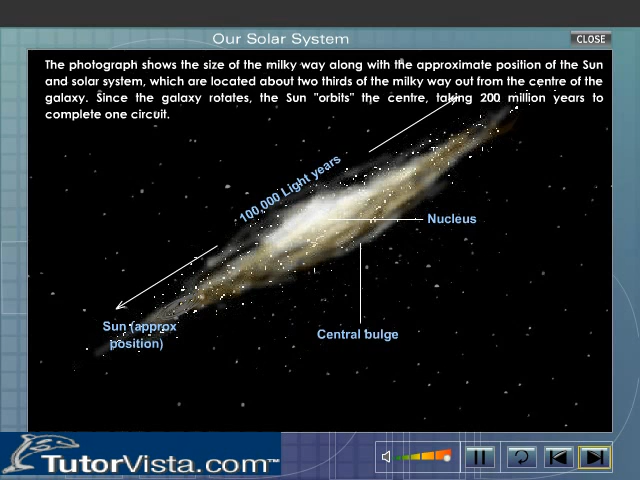 Our Solar System
CLOSE
The photograph shows the size of the milky way along with the approximate position of the Sun
and solar system, which are located about two thirds of the milky way out from the centre of the
galaxy. Since the galaxy rotates, the Sun "orbits" the centre, taking 200 million years to
complete one circuit.
100,000 Light years
Nucleus
Sun (approx
position)
Central bulge
TutorVista.com™